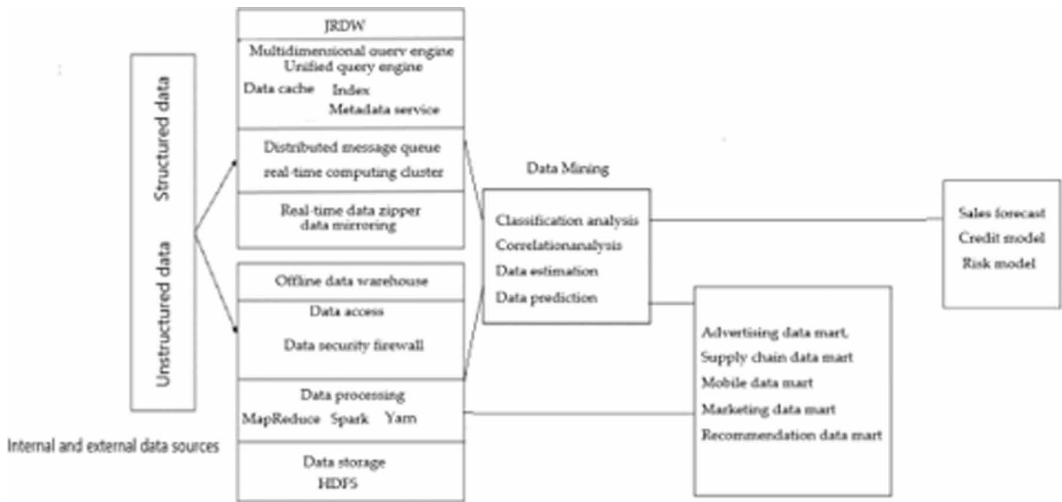 Structured data
Unstructured data
Internal and external data sources
JRDW
Multidimensional query engine
Unified query engine
Data cache Index
Metadata service
Distributed message queue
real-time computing cluster
Real-time data zipper
data mirroring
Offline data warehouse
Data access
Data security firewall
Data processing
MapReduce Spark Yarn
Data storage
HDFS
Data Mining
Classification analysis
Correlationanalysis
Data estimation
Data prediction
Sales forecast
Credit model
Risk model
Advertising data mart,
Supply chain data mart
Mobile data mart
Marketing data mart
Recommendation data mart